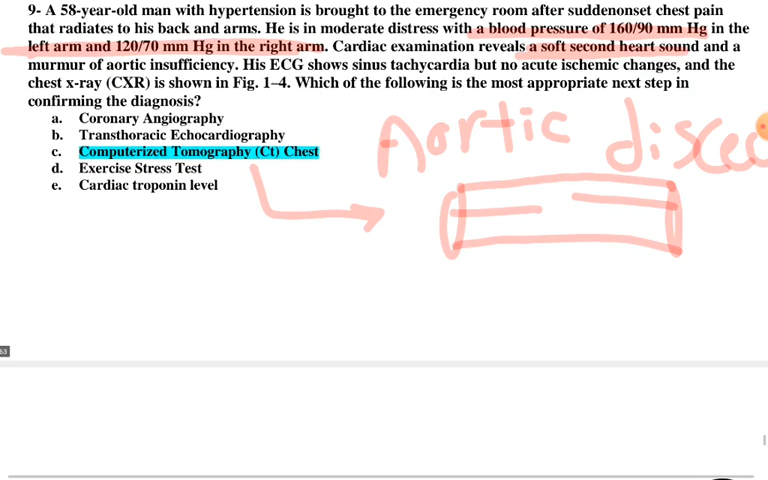 9- A 58-year-old man with hypertension is brought to the emergency room after suddenonset chest pain
that radiates to his back and arms. He is in moderate distress with a blood pressure of 160/90 mm Hg in the
left arm and 120/70 mm Hg in the right arm. Cardiac examination reveals a soft second heart sound and a
murmur of aortic insufficiency. His ECG shows sinus tachycardia but no acute ischemic changes, and the
chest x-ray (CXR) is shown in Fig. 1–4. Which of the following is the most appropriate next step in
confirming the diagnosis?
a. Coronary Angiography
b. Transthoracic Echocardiography
c. Computerized Tomography (Ct) Chest
d. Exercise Stress Test
e. Cardiac troponin level
Aortic
63